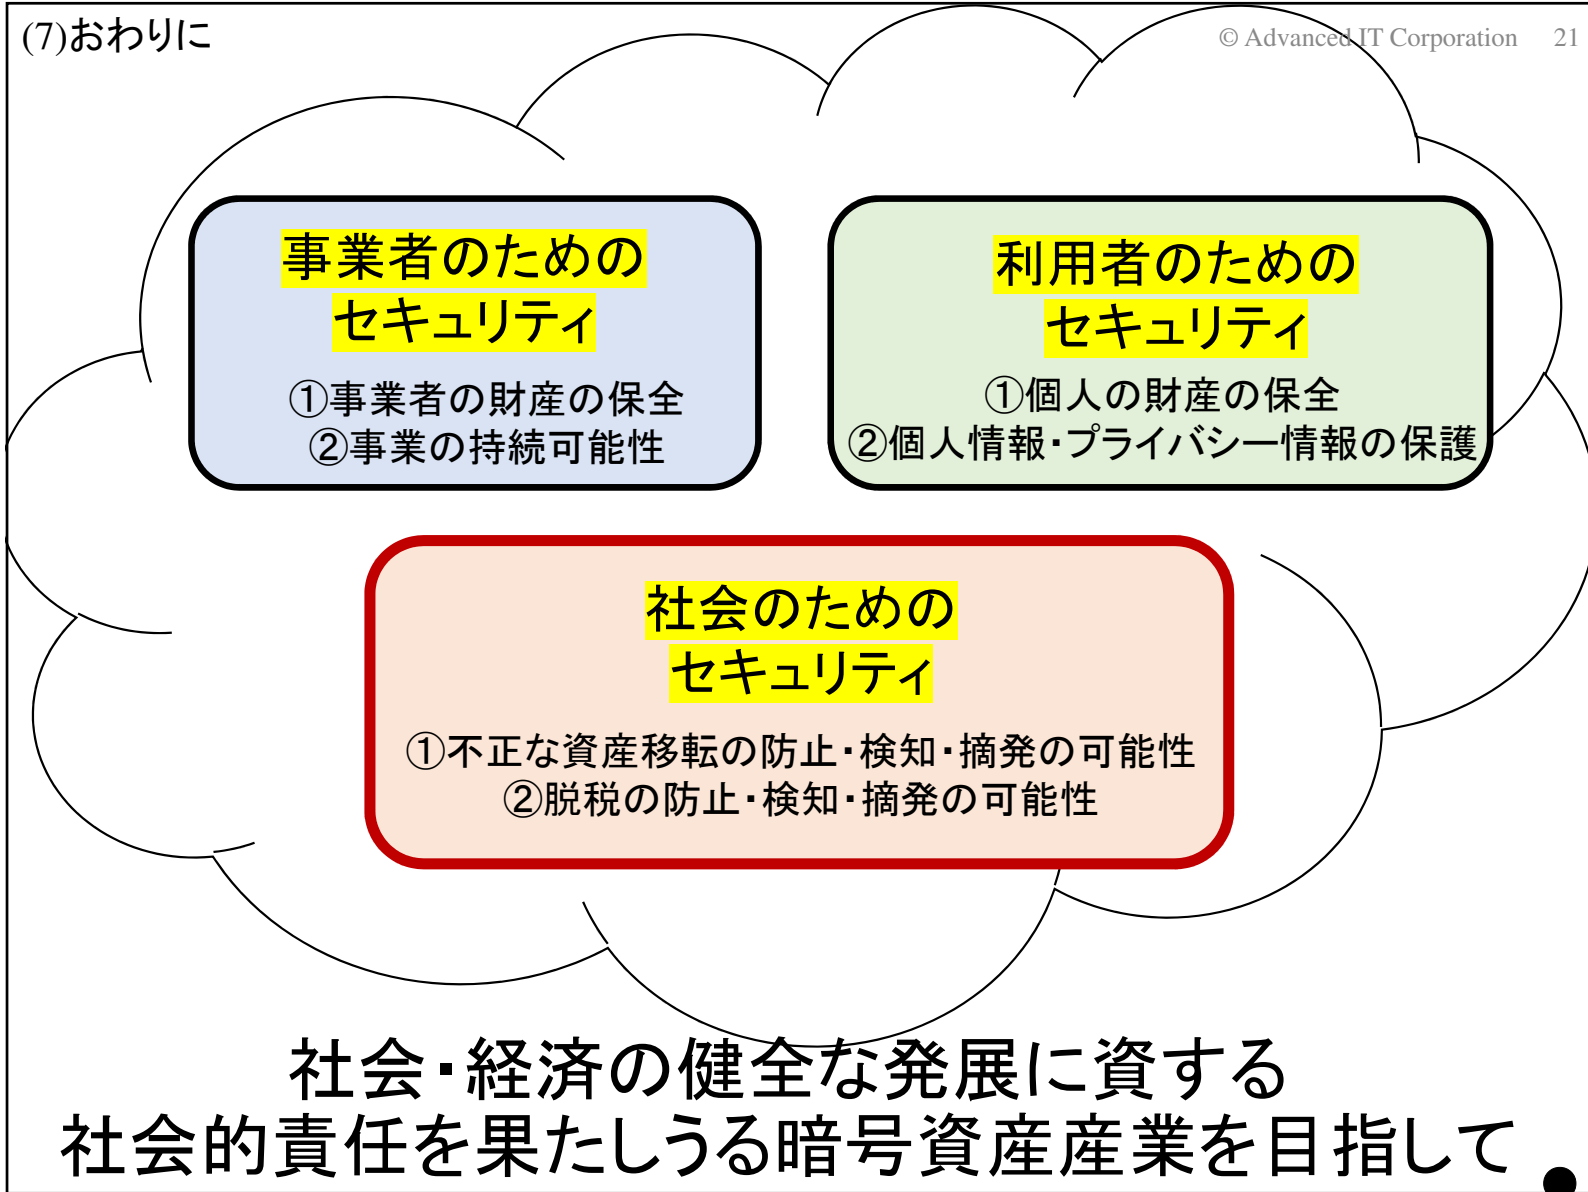 (7)おわりに
© Advanced IT Corporation 21
事業者のための
セキュリティ
①事業者の財産の保全
②事業の持続可能性
利用者のための
セキュリティ
①個人の財産の保全
②個人情報・プライバシー情報の保護
社会のための
セキュリティ
①不正な資産移転の防止・検知・摘発の可能性
②脱税の防止・検知・摘発の可能性
社会・経済の健全な発展に資する
社会的責任を果たしうる暗号資産産業を目指して